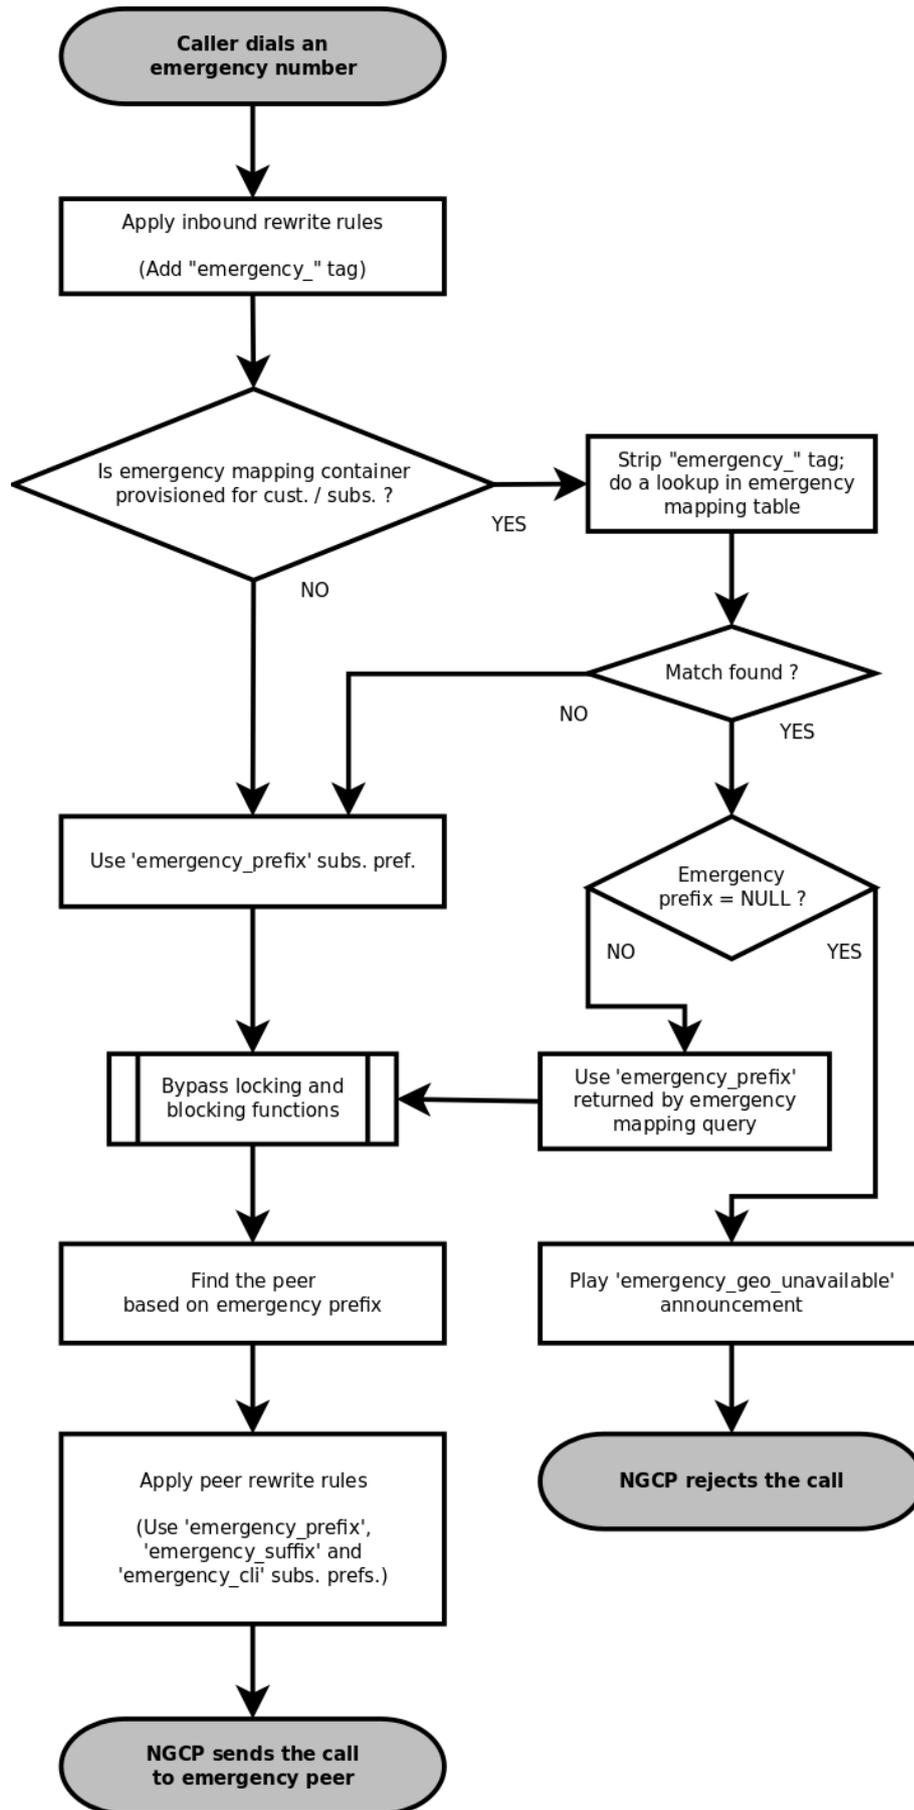 Caller dials an
emergency number
Apply inbound rewrite rules
(Add "emergency_" tag)
Is emergency mapping container
provisioned for cust. / subs. ?
YES
NO
Strip "emergency_" tag;
do a lookup in emergency
mapping table
Match found ?
NO
YES
Use 'emergency_prefix' subs. pref.
Emergency
prefix = NULL ?
NO
YES
Bypass locking and
blocking functions
Use 'emergency_prefix'
returned by emergency
mapping query
Find the peer
based on emergency prefix
Play 'emergency_geo_unavailable'
announcement
Apply peer rewrite rules
(Use 'emergency_prefix',
'emergency_suffix' and
'emergency_cli' subs. prefs.)
NGCP rejects the call
NGCP sends the call
to emergency peer